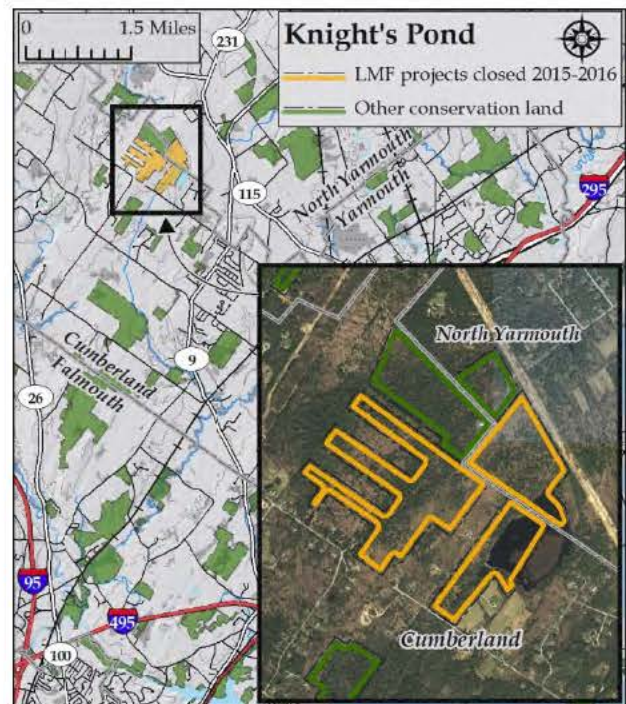 0 1.5 Miles
Knight's Pond
LMF projects closed 2015-2016
Other conservation land
231
115
North Yarmouth
Yarmouth
295
9
Cumberland
Falmouth
26
95
495
100
North Yarmouth
Cumberland